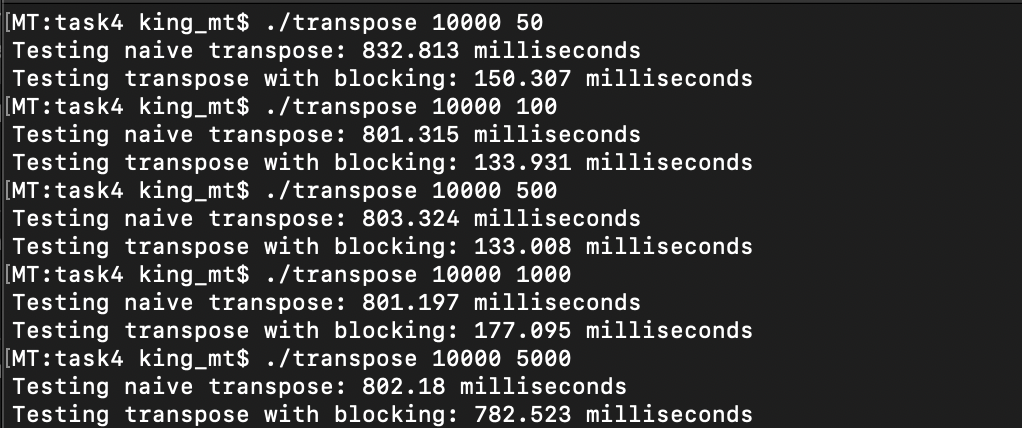 [MT:task4 king_mt$ ./transpose 10000 50
Testing naive transpose: 832.813 milliseconds
Testing transpose with blocking: 150.307 milliseconds
[MT:task4 king_mt$ ./transpose 10000 100
Testing naive transpose: 801.315 milliseconds
Testing transpose with blocking: 133.931 milliseconds
[MT:task4 king_mt$ ./transpose 10000 500
Testing naive transpose: 803.324 milliseconds
Testing transpose with blocking: 133.008 milliseconds
[MT:task4 king_mt$ ./transpose 10000 1000
Testing naive transpose: 801.197 milliseconds
Testing transpose with blocking: 177.095 milliseconds
[MT:task4 king_mt$ ./transpose 10000 5000
Testing naive transpose: 802.18 milliseconds
Testing transpose with blocking: 782.523 milliseconds